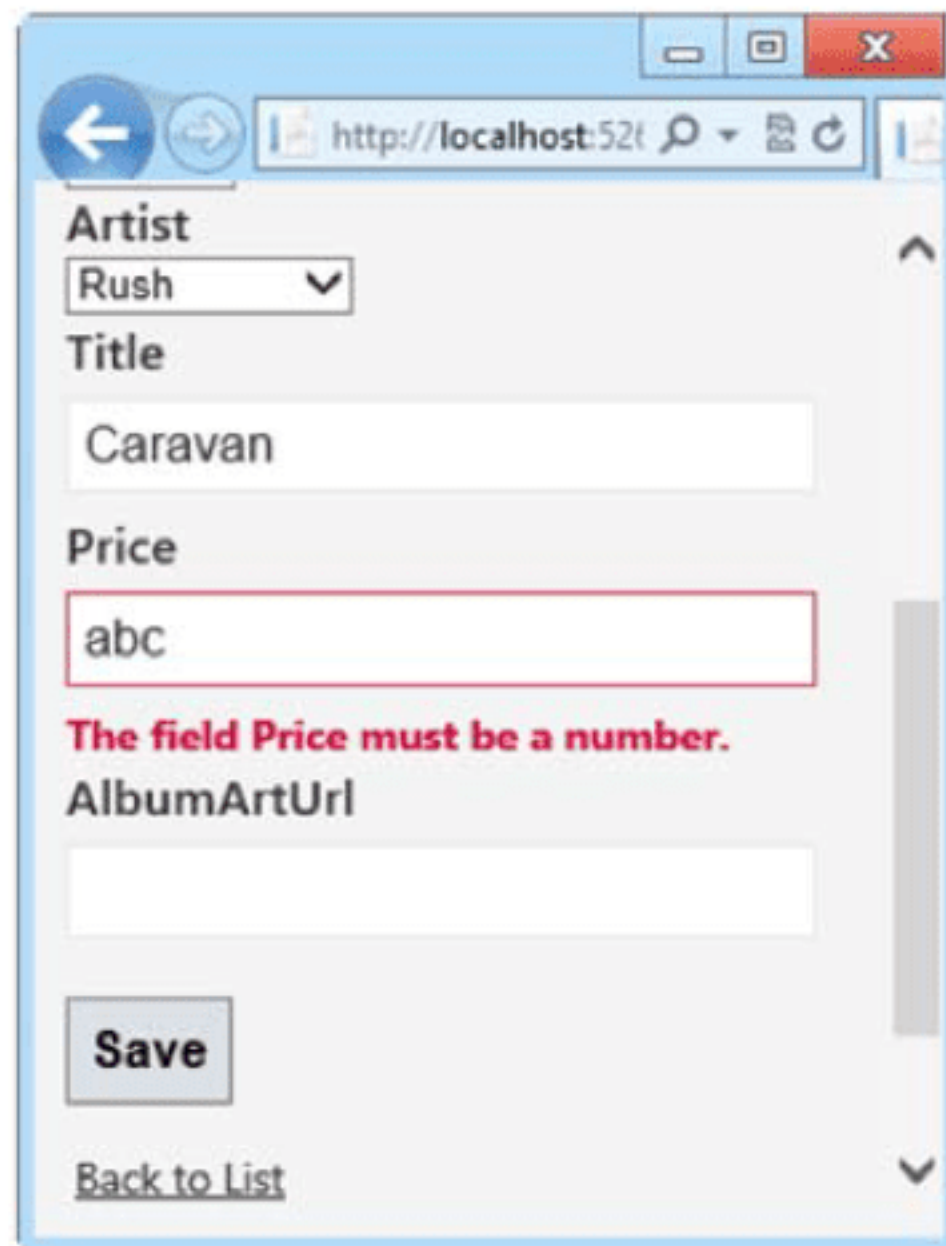 http://localhost:526
Artist
Rush
Title
Caravan
Price
abc
The field Price must be a number.
AlbumArtUrl
Save
Back to List